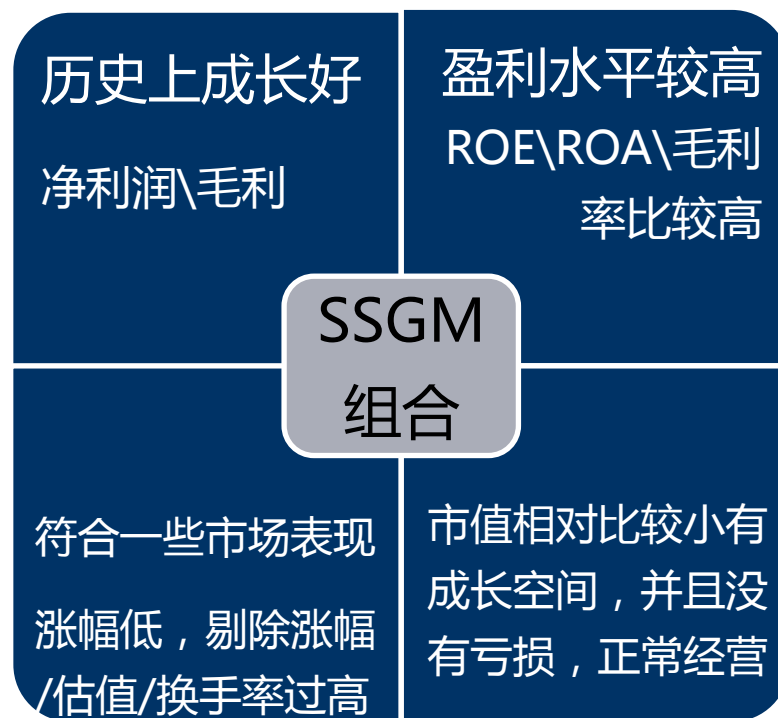 历史上成长好
净利润\毛利
盈利水平较高
ROE\ROA\毛利
率比较高
SSGM
组合
符合一些市场表现
涨幅低，剔除涨幅
/估值/换手率过高
市值相对比较小有
成长空间，并且没
有亏损，正常经营